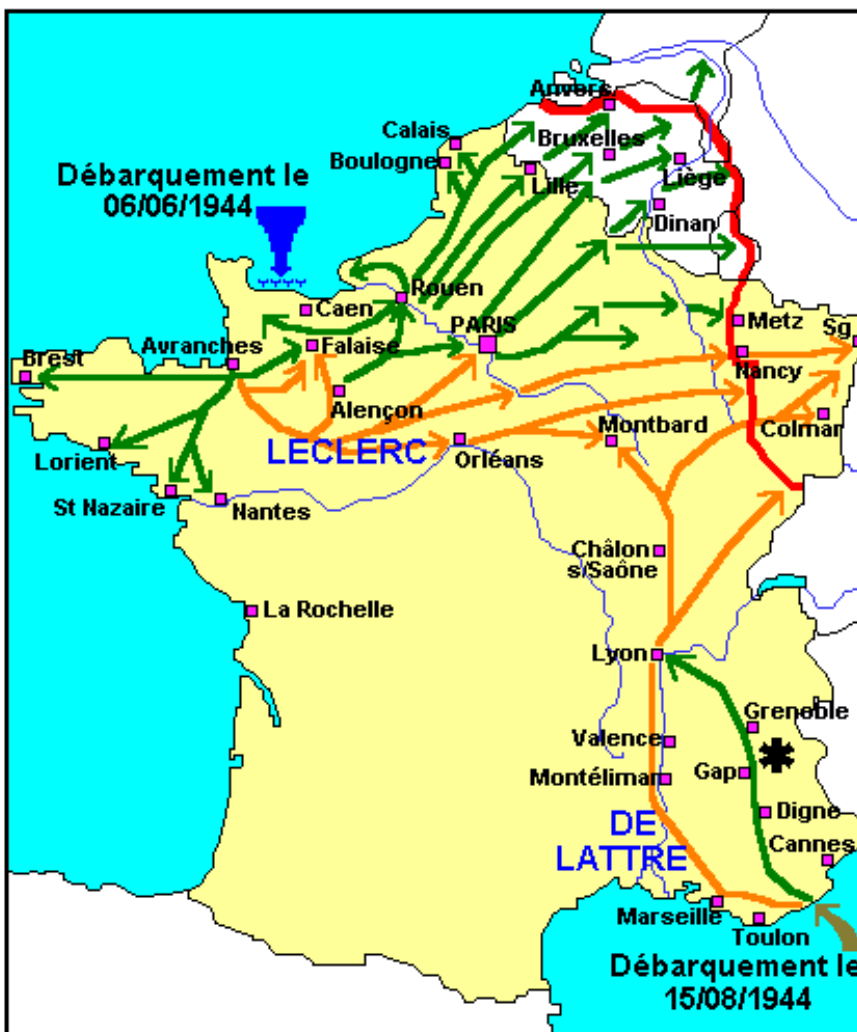 Anvers
Calais
Bruxelles
Boulogne
Débarquement le
06/06/1944
Lille
Liège
Dinan
Rouen
Caen
PARIS
Metz
Sg
Avranches
Falaise
Brest
Nancy
Alençon
Colmar
Montbard
Lorient
LECLERC
Orléans
St Nazaire
Nantes
Châlon
s/Saône
La Rochelle
Lyon
Grenoble
Valence
Gap
Montélimar
Digne
DE
LATTRE
Cannes
Marseille
Toulon
Débarquement le
15/08/1944